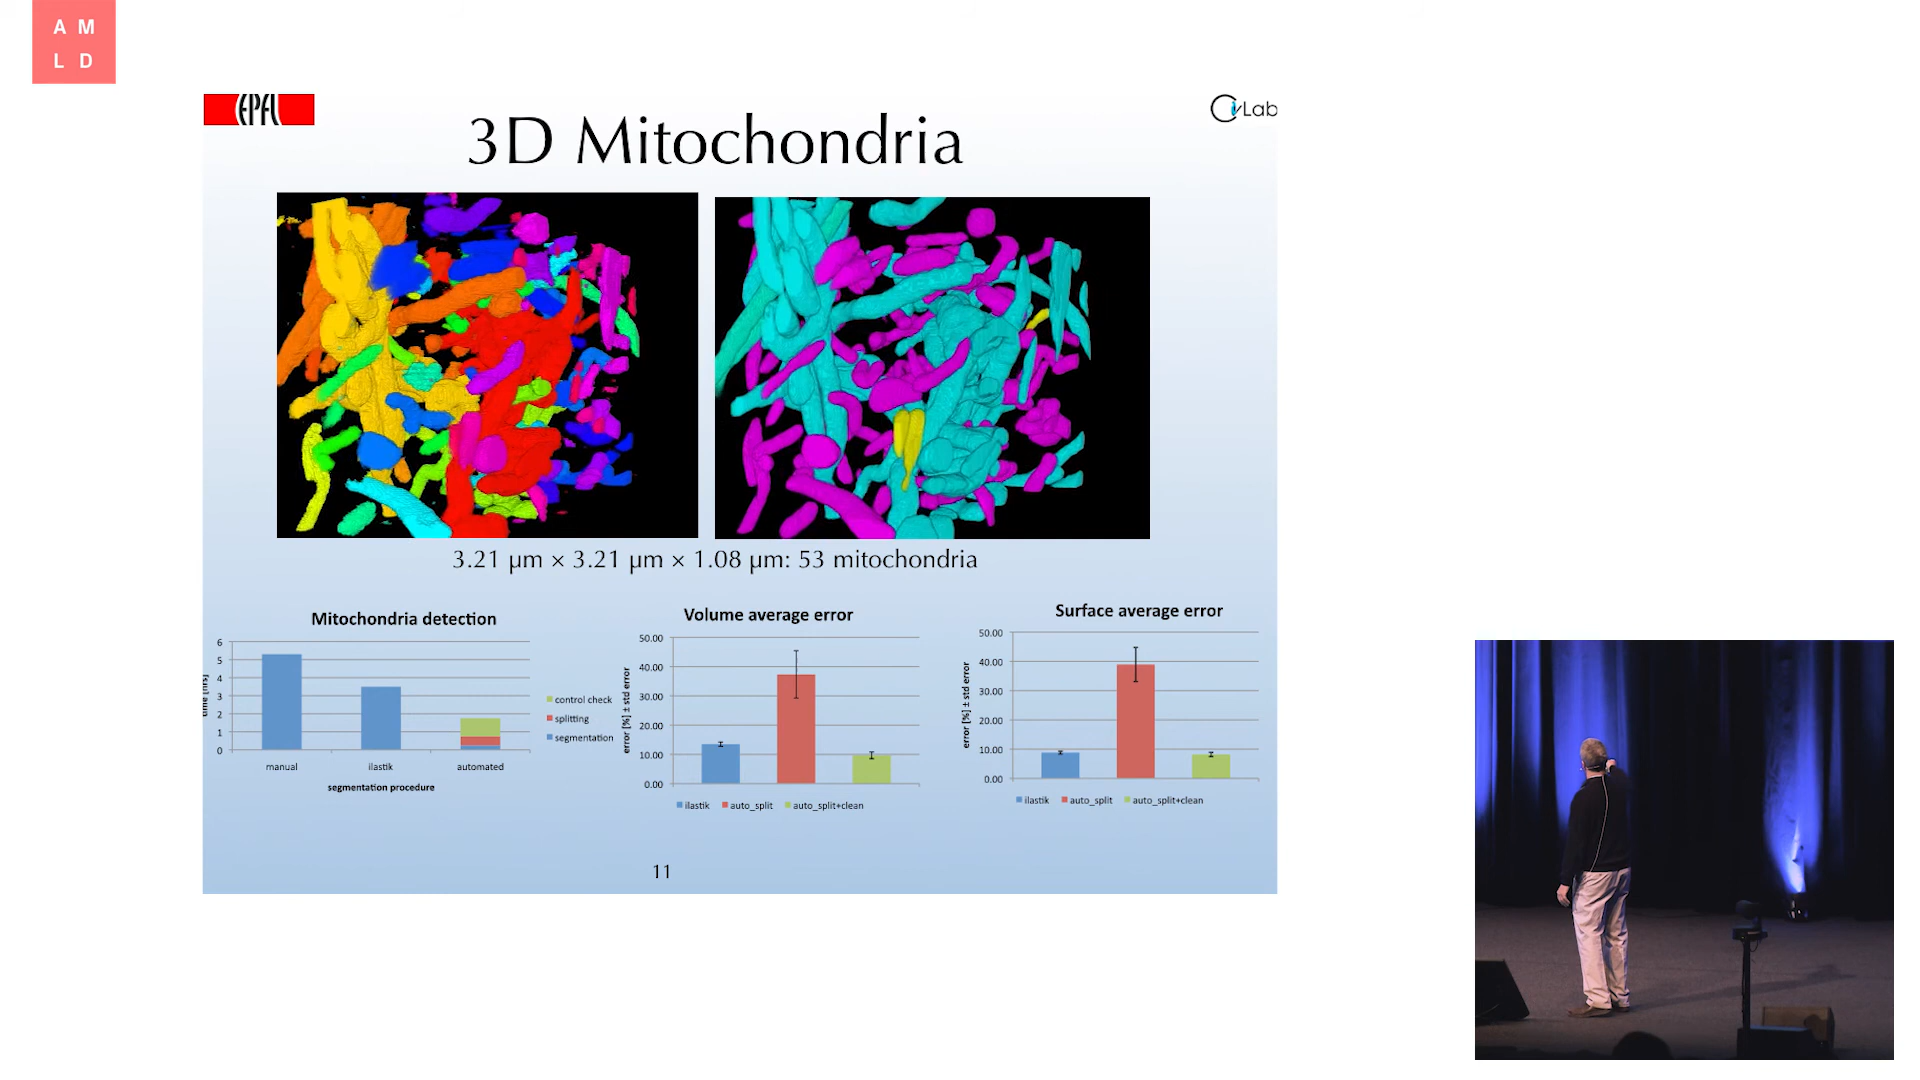 A M
L D
EPFL
CVLab
3D Mitochondria
3.21 µm × 3.21 µm × 1.08 µm: 53 mitochondria
Mitochondria detection
6
5
4
3
2
1
0
time [hrs]
manual
ilastik
automated
segmentation procedure
control check
splitting
segmentation
Volume average error
50.00
40.00
30.00
20.00
10.00
0.00
error [%] ± std error
ilastik
auto_split
auto_split+clean
Surface average error
50.00
40.00
30.00
20.00
10.00
0.00
error [%] ± std error
ilastik
auto_split
auto_split+clean
11